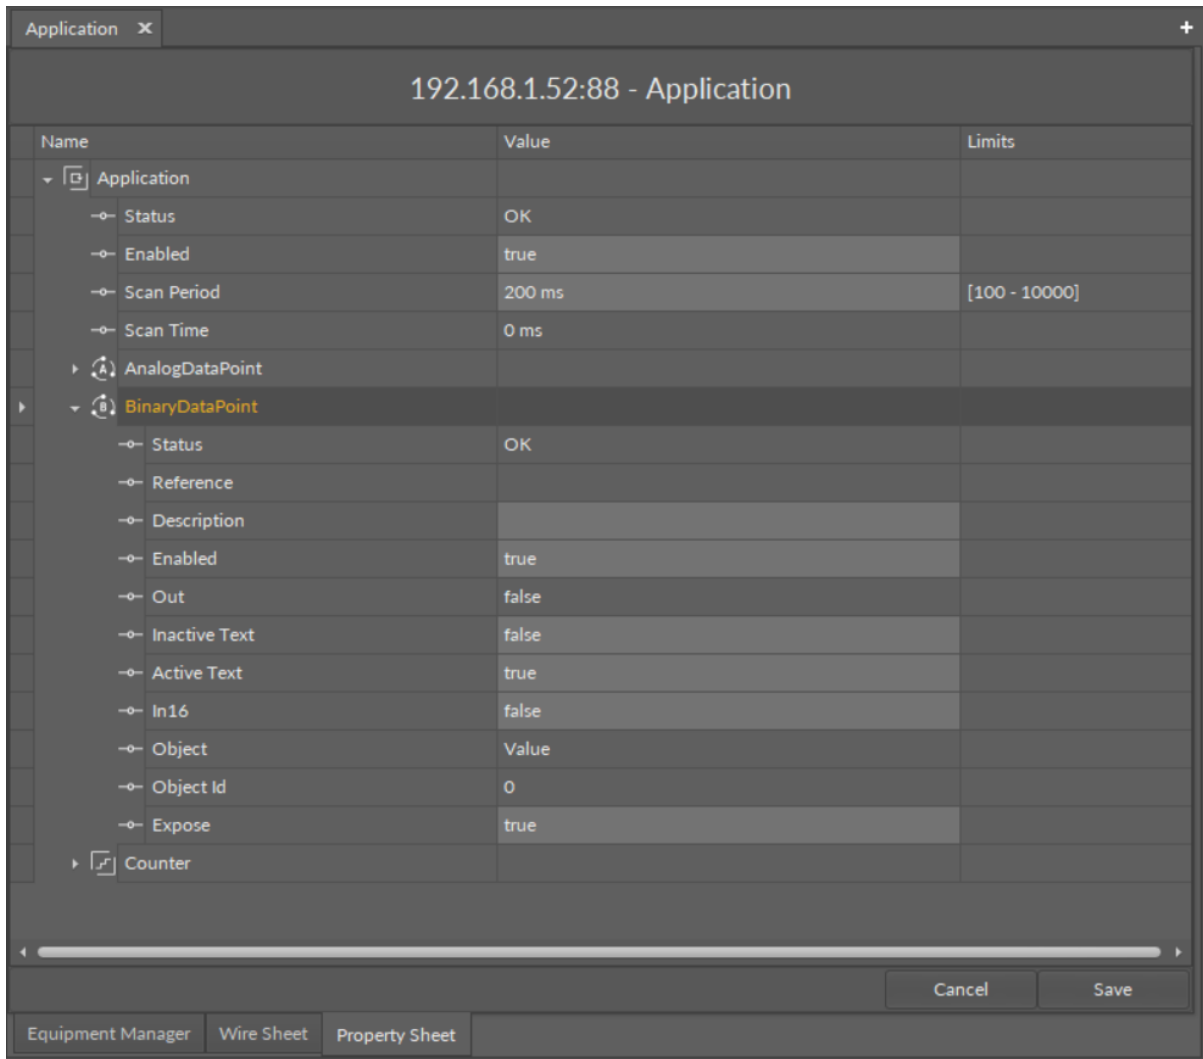 Application
192.168.1.52:88 - Application
Name Value Limits
Application
Status OK
Enabled true
Scan Period 200 ms [100 - 10000]
Scan Time 0 ms
A AnalogDataPoint
B BinaryDataPoint
Status OK
Reference
Description
Enabled true
Out false
Inactive Text false
Active Text true
In16 false
Object Value
Object Id 0
Expose true
Counter
Cancel Save
Equipment Manager Wire Sheet Property Sheet